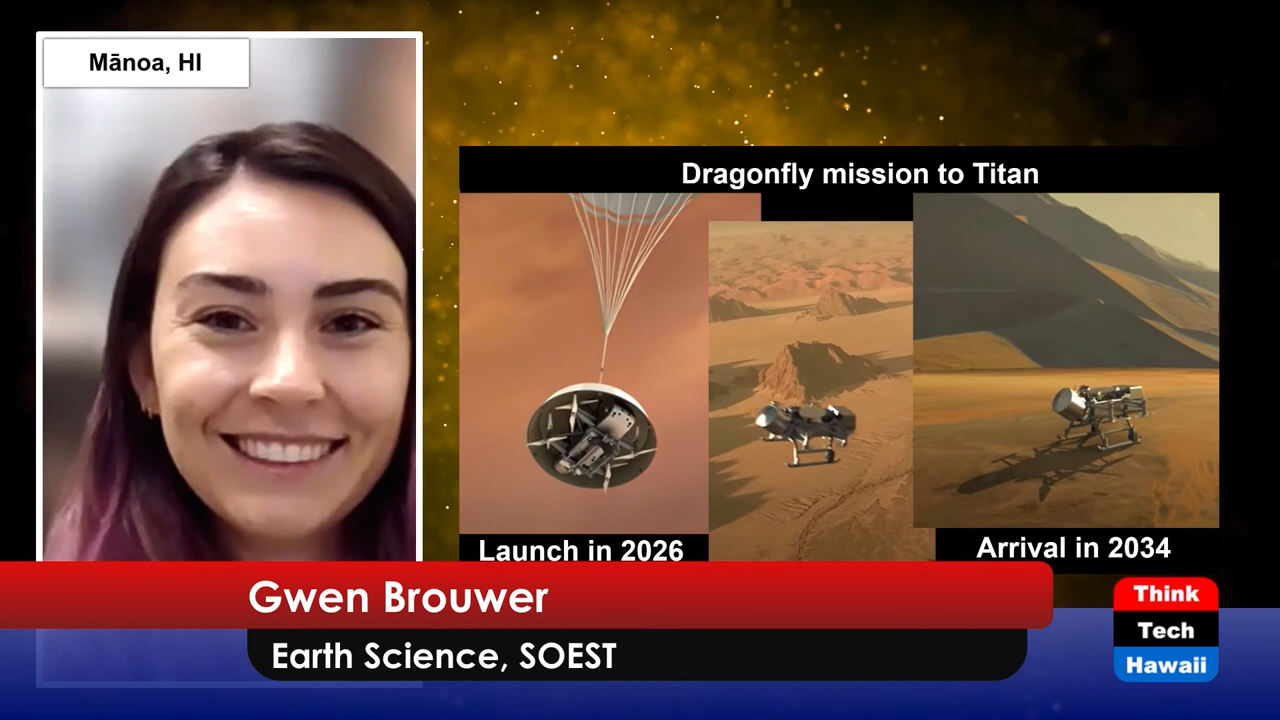 Mānoa, HI
Dragonfly mission to Titan
Launch in 2026
Arrival in 2034
Gwen Brouwer
Earth Science, SOEST
Think
Tech
Hawaii